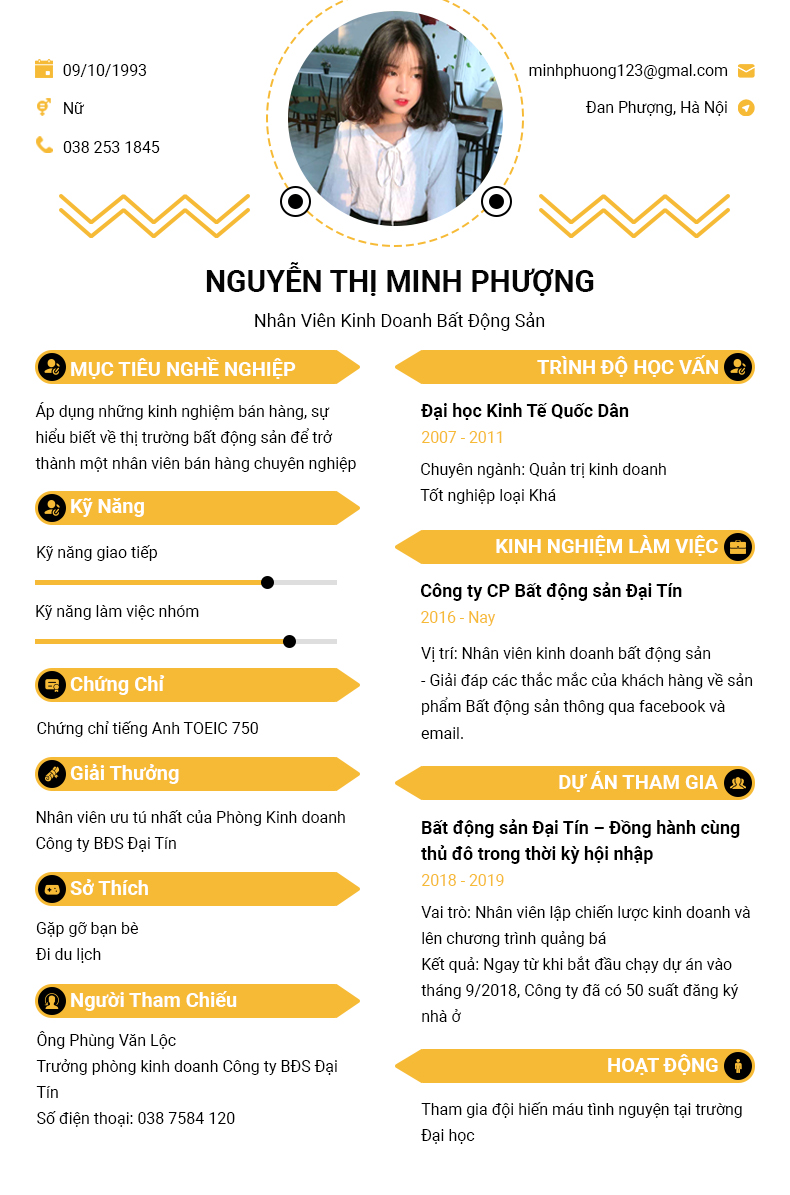 09/10/1993
Nữ
038 253 1845
minhphuong123@gmal.com
Đan Phượng, Hà Nội
NGUYỄN THỊ MINH PHƯỢNG
Nhân Viên Kinh Doanh Bất Động Sản
MỤC TIÊU NGHỀ NGHIỆP
Áp dụng những kinh nghiệm bán hàng, sự
hiểu biết về thị trường bất động sản để trở
thành một nhân viên bán hàng chuyên nghiệp
Kỹ Năng
Kỹ năng giao tiếp
Kỹ năng làm việc nhóm
Chứng Chỉ
Chứng chỉ tiếng Anh TOEIC 750
Giải Thưởng
Nhân viên ưu tú nhất của Phòng Kinh doanh
Công ty BĐS Đại Tín
Sở Thích
Gặp gỡ bạn bè
Đi du lịch
Người Tham Chiếu
Ông Phùng Văn Lộc
Trưởng phòng kinh doanh Công ty BĐS Đại
Tín
Số điện thoại: 038 7584 120
TRÌNH ĐỘ HỌC VẤN
Đại học Kinh Tế Quốc Dân
2007 - 2011
Chuyên ngành: Quản trị kinh doanh
Tốt nghiệp loại Khá
KINH NGHIỆM LÀM VIỆC
Công ty CP Bất động sản Đại Tín
2016 - Nay
Vị trí: Nhân viên kinh doanh bất động sản
- Giải đáp các thắc mắc của khách hàng về sản
phẩm Bất động sản thông qua facebook và
email.
DỰ ÁN THAM GIA
Bất động sản Đại Tín – Đồng hành cùng
thủ đô trong thời kỳ hội nhập
2018 - 2019
Vai trò: Nhân viên lập chiến lược kinh doanh và
lên chương trình quảng bá
Kết quả: Ngay từ khi bắt đầu chạy dự án vào
tháng 9/2018, Công ty đã có 50 suất đăng ký
nhà ở
HOẠT ĐỘNG
Tham gia đội hiến máu tình nguyện tại trường
Đại học